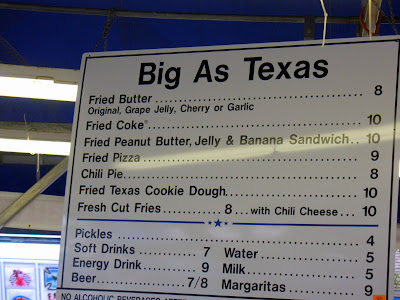 Big As Texas
Fried Butter ........ 8
Original, Grape Jelly, Cherry or Garlic
Fried Coke® ........ 10
Fried Peanut Butter, Jelly & Banana Sandwich .. 10
Fried Pizza ........ 9
Chili Pie ........ 8
Fried Texas Cookie Dough ........ 10
Fresh Cut Fries ........ 8 ... with Chili Cheese ... 10
Pickles ........ 4
Soft Drinks .... 7 Water ........ 5
Energy Drink .... 9 Milk ........ 5
Beer ........ 7/8 Margaritas ........ 9
NO ALCOHOLIC BEVERAGES AFTER